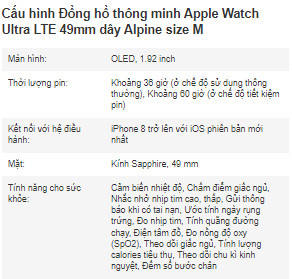 Cấu hình Đồng hồ thông minh Apple Watch
Ultra LTE 49mm dây Alpine size M
Màn hình:
OLED, 1.92 inch
Thời lượng pin:
Khoảng 36 giờ (ở chế độ sử dụng thông
thường), Khoảng 60 giờ (ở chế độ tiết kiệm
pin)
Kết nối với hệ điều
hành:
iPhone 8 trở lên với iOS phiên bản mới
nhất
Mặt:
Kính Sapphire, 49 mm
Tính năng cho sức
khỏe:
Cảm biến nhiệt độ, Chấm điểm giấc ngủ,
Nhắc nhở nhịp tim cao, thấp, Gửi thông
báo khi có tai nạn, Ước tính ngày rụng
trứng, Đo nhịp tim, Tính quãng đường
chạy, Điện tâm đồ, Đo nồng độ oxy
(SpO2), Theo dõi giấc ngủ, Tính lượng
calories tiêu thụ, Theo dõi chu kì kinh
nguyệt, Đếm số bước chân